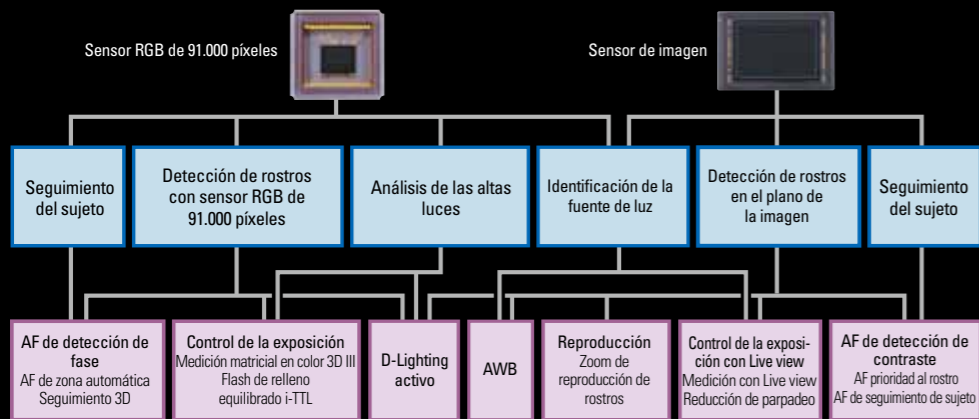 Sensor RGB de 91.000 píxeles
Sensor de imagen
Seguimiento
del sujeto
Detección de rostros
con sensor RGB de
91.000 píxeles
Análisis de las altas
luces
Identificación de la
fuente de luz
Detección de rostros
en el plano de
la imagen
Seguimiento
del sujeto
AF de detección de
fase
AF de zona automática
Seguimiento 3D
Control de la exposición
Medición matricial en color 3D III
Flash de relleno
equilibrado i-TTL
D-Lighting
activo
AWB
Reproducción
Zoom de
reproducción de
rostros
Control de la exposi-
ción con Live view
Medición con Live view
Reducción de parpadeo
AF de detección de
contraste
AF prioridad al rostro
AF de seguimiento de sujeto